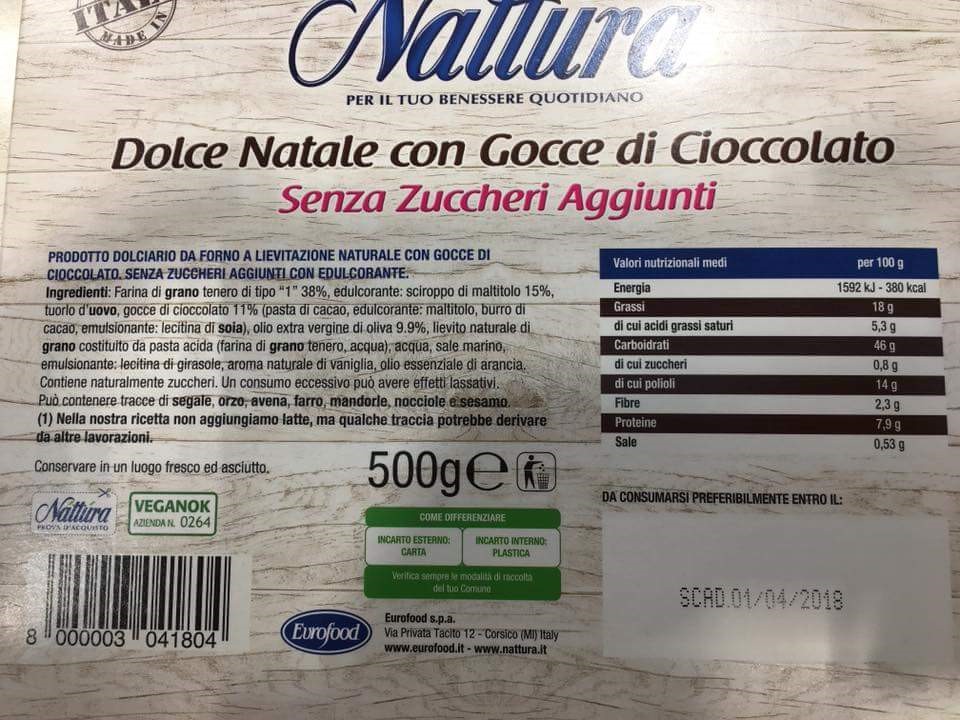 ITA
MADE IN
Nattura
PER IL TUO BENESSERE QUOTIDIANO
Dolce Natale con Gocce di Cioccolato
Senza Zuccheri Aggiunti
PRODOTTO DOLCIARIO DA FORNO A LIEVITAZIONE NATURALE CON GOCCE DI
CIOCCOLATO. SENZA ZUCCHERI AGGIUNTI CON EDULCORANTE.
Ingredienti: Farina di grano tenero di tipo “1” 38%, edulcorante: sciroppo di maltitolo 15%,
tuorlo d'uovo, gocce di cioccolato 11% (pasta di cacao, edulcorante: maltitolo, burro di
cacao, emulsionante: lecitina di soia), olio extra vergine di oliva 9.9%, lievito naturale di
grano costituito da pasta acida (farina di grano tenero, acqua), acqua, sale marino,
emulsionante: lecitina di girasole, aroma naturale di vaniglia, olio essenziale di arancia.
Contiene naturalmente zuccheri. Un consumo eccessivo può avere effetti lassativi.
Può contenere tracce di segale, orzo, avena, farro, mandorle, nocciole e sesamo.
(1) Nella nostra ricetta non aggiungiamo latte, ma qualche traccia potrebbe derivare
da altre lavorazioni.
Conservare in un luogo fresco ed asciutto.
500g e
Nattura
PROVA D'ACQUISTO
VEGANOK
AZIENDA N. 0264
COME DIFFERENZIARE
INCARTO ESTERNO:
CARTA
INCARTO INTERNO:
PLASTICA
Verifica sempre le modalità di raccolta
del tuo Comune
8 000003 041804
Eurofood
Eurofood s.p.a.
Via Privata Tacito 12 - Corsico (MI) Italy
www.eurofood.it - www.nattura.it
Valori nutrizionali medi per 100 g
Energia 1592 kJ - 380 kcal
Grassi 18 g
di cui acidi grassi saturi 5,3 g
Carboidrati 46 g
di cui zuccheri 0,8 g
di cui polioli 14 g
Fibre 2,3 g
Proteine 7,9 g
Sale 0,53 g
DA CONSUMARSI PREFERIBILMENTE ENTRO IL:
SCAD.01/04/2018